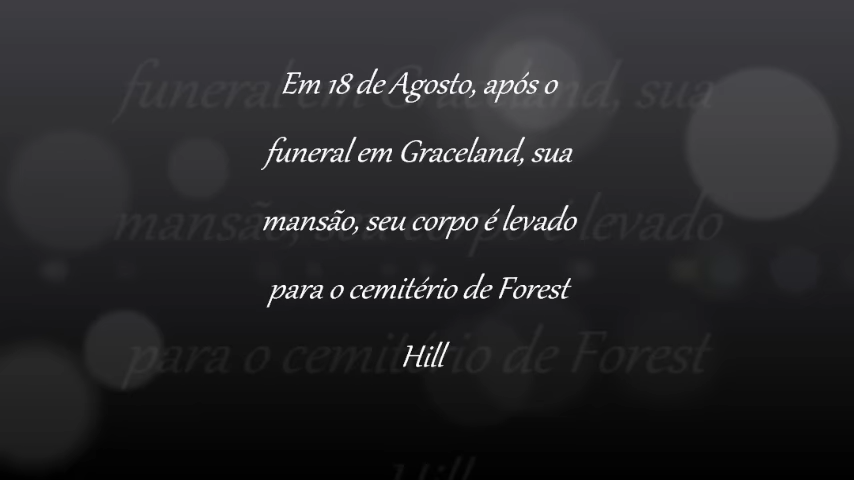 Em 18 de Agosto, após o
funeral em Graceland, sua
mansão, seu corpo é levado
para o cemitério de Forest
Hill